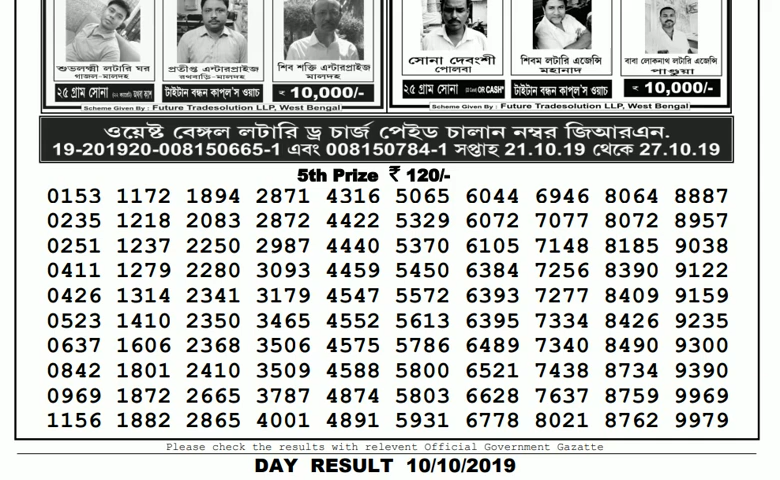 শুভলক্ষ্মী লটারি ঘর
গাজল-মালদহ
প্রতীপ্ত এন্টারপ্রাইজ
রথবাড়ি-মালদহ
শিব শক্তি এন্টারপ্রাইজ
মালদহ
সোনা দেবংশী
পোলবা
শিবম লটারি এজেন্সি
মহানাদ
বাবা লোকনাথ লটারি এজেন্সি
পাণ্ডুয়া
২৫ গ্রাম সোনা
টাইটান বন্ধন কাপ্‌ল'স ওয়াচ
₹ 10,000/-
২৫ গ্রাম সোনা OR CASH*
টাইটান বন্ধন কাপ্‌ল'স ওয়াচ
₹ 10,000/-
Scheme Given By : Future Tradesolution LLP, West Bengal
Scheme Given By : Future Tradesolution LLP, West Bengal
ওয়েষ্ট বেঙ্গল লটারি ড্র চার্জ পেইড চালান নম্বর জিআরএন.
19-201920-008150665-1 এবং 008150784-1 সপ্তাহ 21.10.19 থেকে 27.10.19
5th Prize ₹ 120/-
0153 1172 1894 2871 4316 5065 6044 6946 8064 8887
0235 1218 2083 2872 4422 5329 6072 7077 8072 8957
0251 1237 2250 2987 4440 5370 6105 7148 8185 9038
0411 1279 2280 3093 4459 5450 6384 7256 8390 9122
0426 1314 2341 3179 4547 5572 6393 7277 8409 9159
0523 1410 2350 3465 4552 5613 6395 7334 8426 9235
0637 1606 2368 3506 4575 5786 6489 7340 8490 9300
0842 1801 2410 3509 4588 5800 6521 7438 8734 9390
0969 1872 2665 3787 4874 5803 6628 7637 8759 9969
1156 1882 2865 4001 4891 5931 6778 8021 8762 9979
Please check the results with relevent Official Government Gazatte
DAY RESULT 10/10/2019